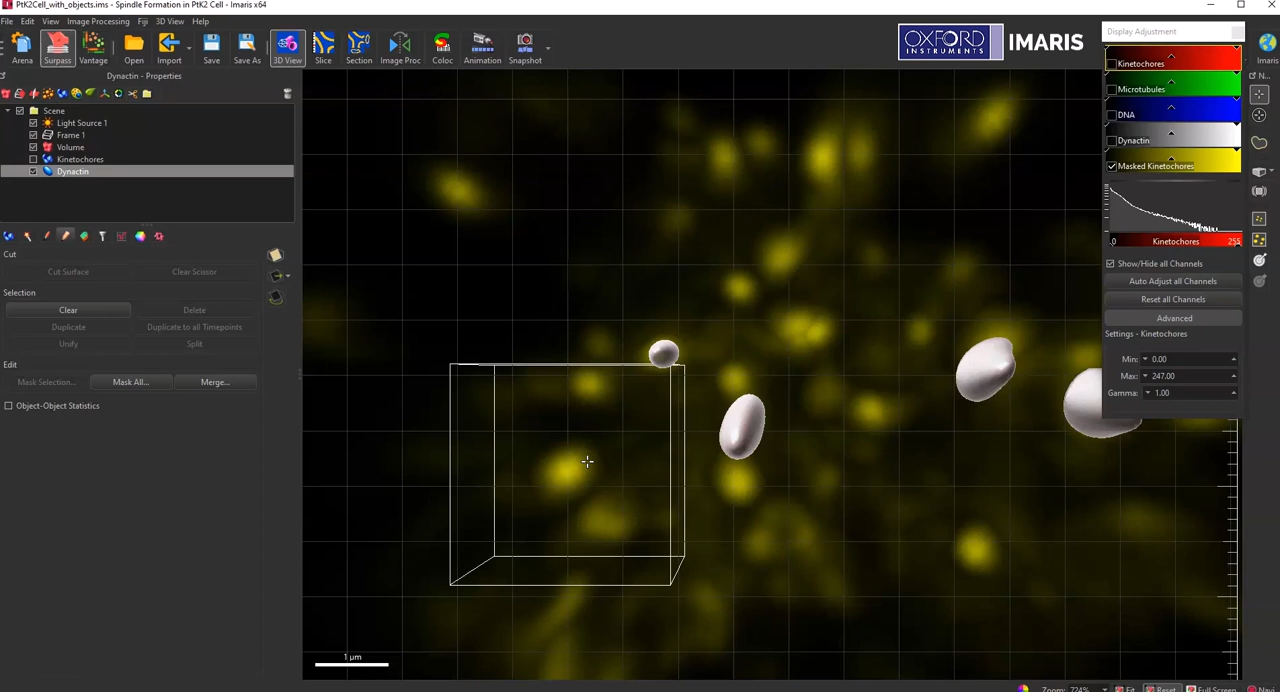 PtK2Cell_with_objects.ims - Spindle Formation in PtK2 Cell - Imaris x64
File Edit View Image Processing Fiji 3D View Help
Arena Surpass Vantage Open Import Save Save As 3D View Slice Section Image Proc Coloc Animation Snapshot
OXFORD INSTRUMENTS IMARIS
Imaris
Dynactin - Properties
Scene
Light Source 1
Frame 1
Volume
Kinetochores
Dynactin
Cut
Cut Surface Clear Scissor
Selection
Clear Delete
Duplicate Duplicate to all Timepoints
Unify Split
Edit
Mask Selection... Mask All... Merge...
Object-Object Statistics
1 µm
Display Adjustment
Kinetochores
Microtubules
DNA
Dynactin
Masked Kinetochores
0 Kinetochores 255
Show/Hide all Channels
Auto Adjust all Channels
Reset all Channels
Advanced
Settings - Kinetochores
Min: 0.00
Max: 247.00
Gamma: 1.00
N...
Zoom: 724% Fit Reset Full Screen Navi